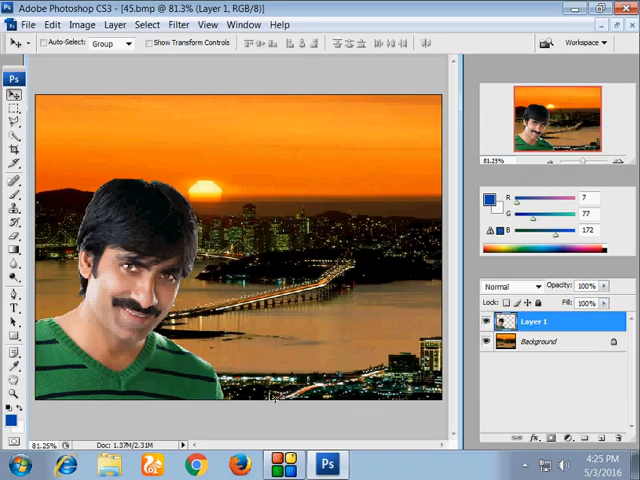 Adobe Photoshop CS3 - [45.bmp @ 81.3% (Layer 1, RGB/8)]
File Edit Image Layer Select Filter View Window Help
Auto-Select: Group Show Transform Controls Workspace
Ps
81.25%
R 7
G 77
B 172
Normal Opacity: 100%
Lock: Fill: 100%
Layer 1
Background
81.25% Doc: 1.37M/2.31M
Ps
4:25 PM
5/3/2016